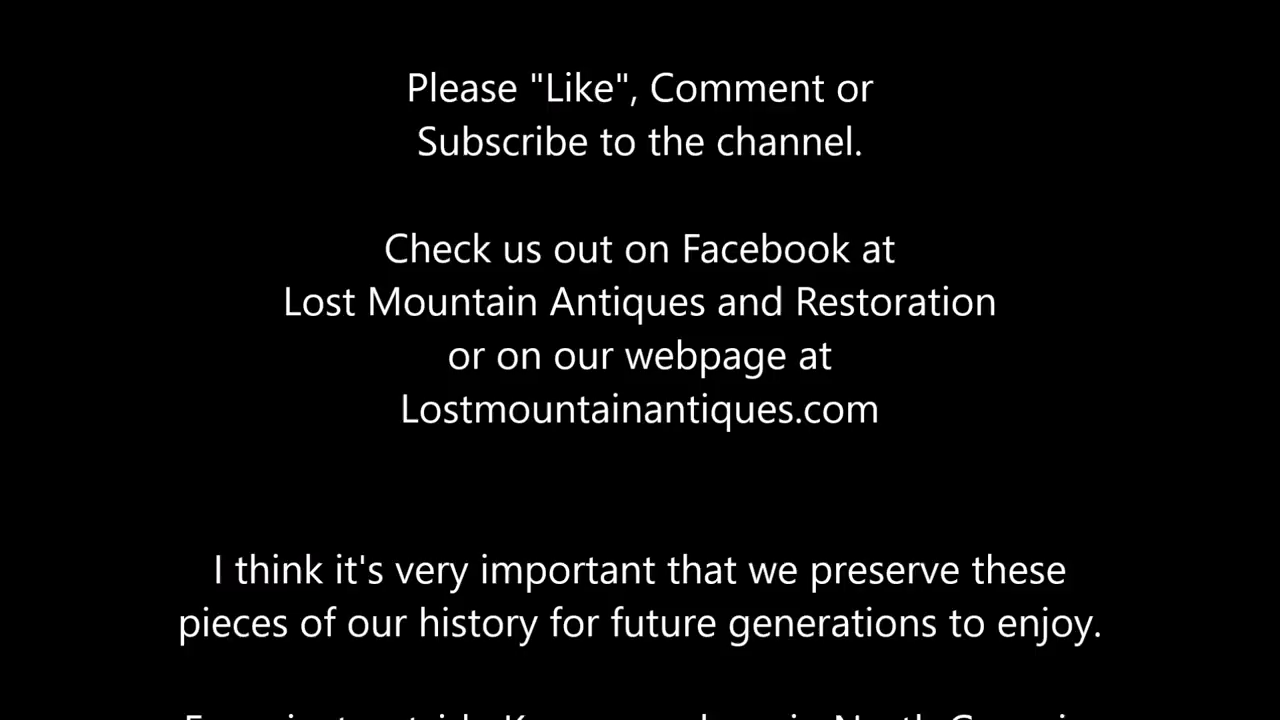 Please "Like", Comment or
Subscribe to the channel.
Check us out on Facebook at
Lost Mountain Antiques and Restoration
or on our webpage at
Lostmountainantiques.com
I think it's very important that we preserve these
pieces of our history for future generations to enjoy.